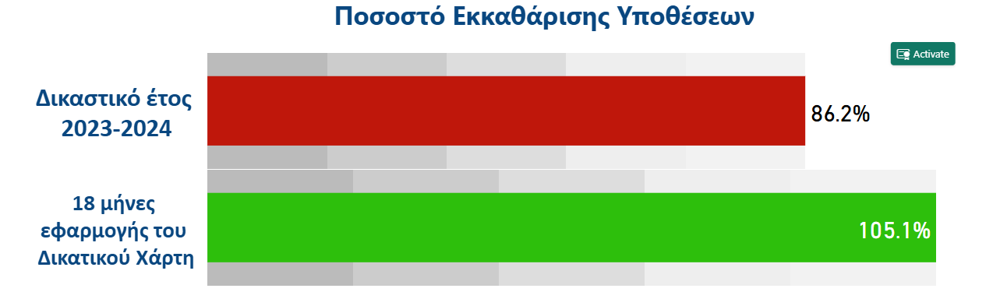 Ποσοστό Εκκαθάρισης Υποθέσεων
Activate
Δικαστικό έτος
2023-2024
86.2%
18 μήνες
εφαρμογής του
Δικατικού Χάρτη
105.1%